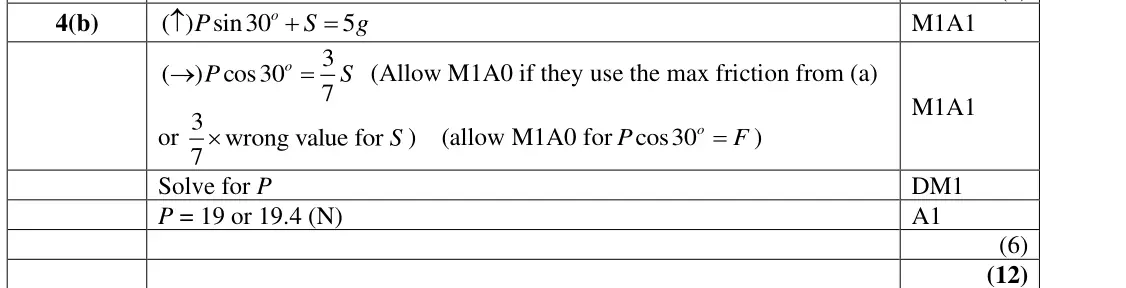 4(b) (↑)P sin 30° + S = 5g M1A1
(→)P cos 30° = 3/7 S (Allow M1A0 if they use the max friction from (a)
or 3/7 × wrong value for S ) (allow M1A0 for P cos 30° = F ) M1A1
Solve for P DM1
P = 19 or 19.4 (N) A1
(6)
(12)